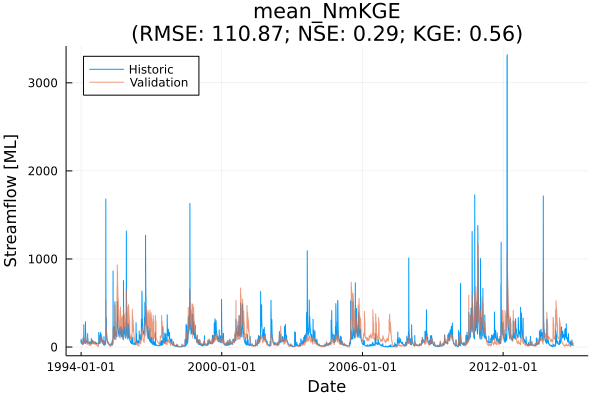 mean_NmKGE
(RMSE: 110.87; NSE: 0.29; KGE: 0.56)
Historic
Validation
Streamflow [ML]
3000
2000
1000
0
1994-01-01
2000-01-01
2006-01-01
2012-01-01
Date